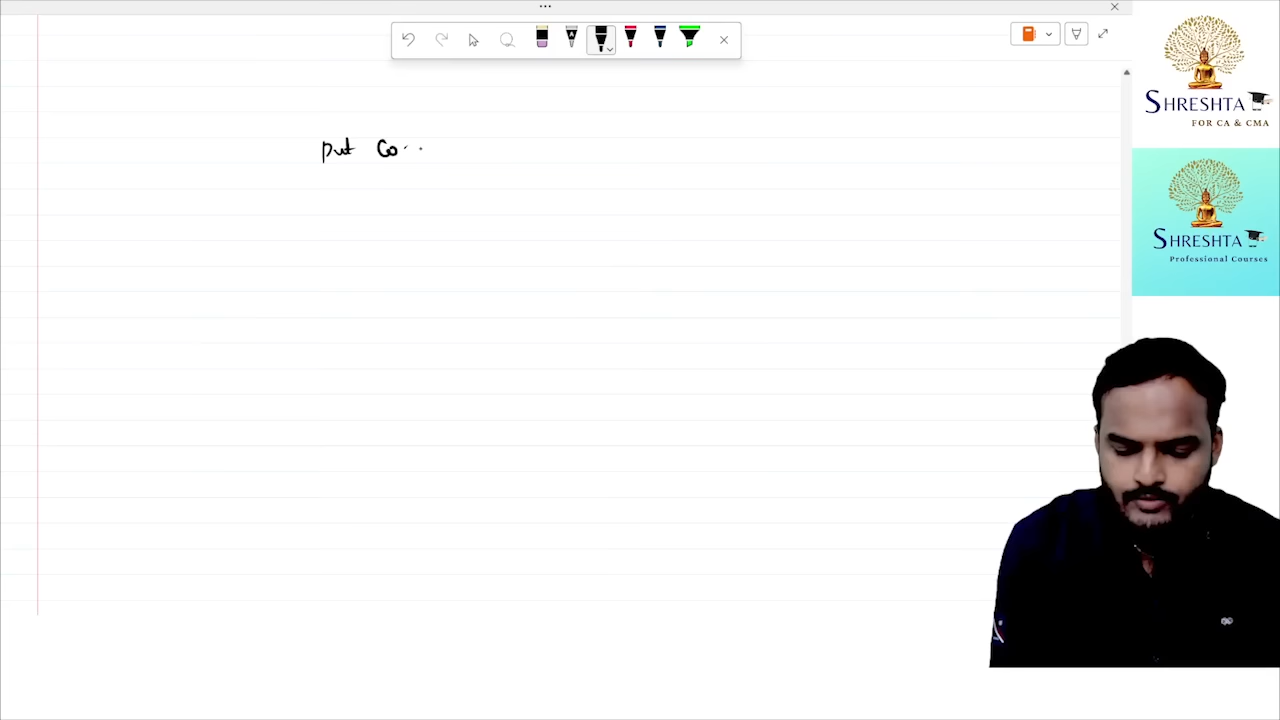 put Co
SHRESHTA
FOR CA & CMA
SHRESHTA
Professional Courses